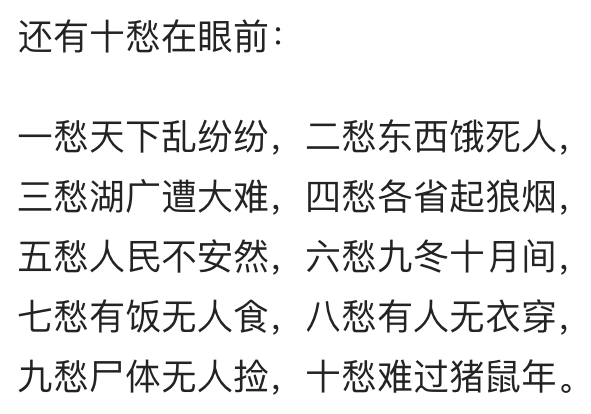 还有十愁在眼前：
一愁天下乱纷纷，二愁东西饿死人，
三愁湖广遭大难，四愁各省起狼烟，
五愁人民不安然，六愁九冬十月间，
七愁有饭无人食，八愁有人无衣穿，
九愁尸体无人捡，十愁难过猪鼠年。